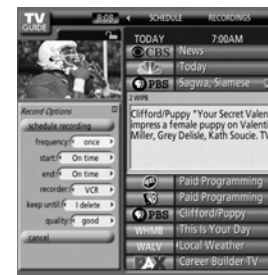 TV
GUIDE
8:08
SCHEDULE RECORDINGS
TODAY 7:00AM
CBS News
Today
PBS Sagwa, Siamese
2 WIPB
Clifford/Puppy "Your Secret Valen
impress a female puppy on Valenti
Miller, Grey Delisle, Kath Soucie. TV
Record Options
schedule recording
frequency: once
start: On time
end: On time
recorder: VCR
keep until: I delete
quality: good
cancel
Paid Programming
Paid Programming
PBS Clifford/Puppy
WHMB This Is Your Day
WALV Local Weather
PAX Career Builder TV